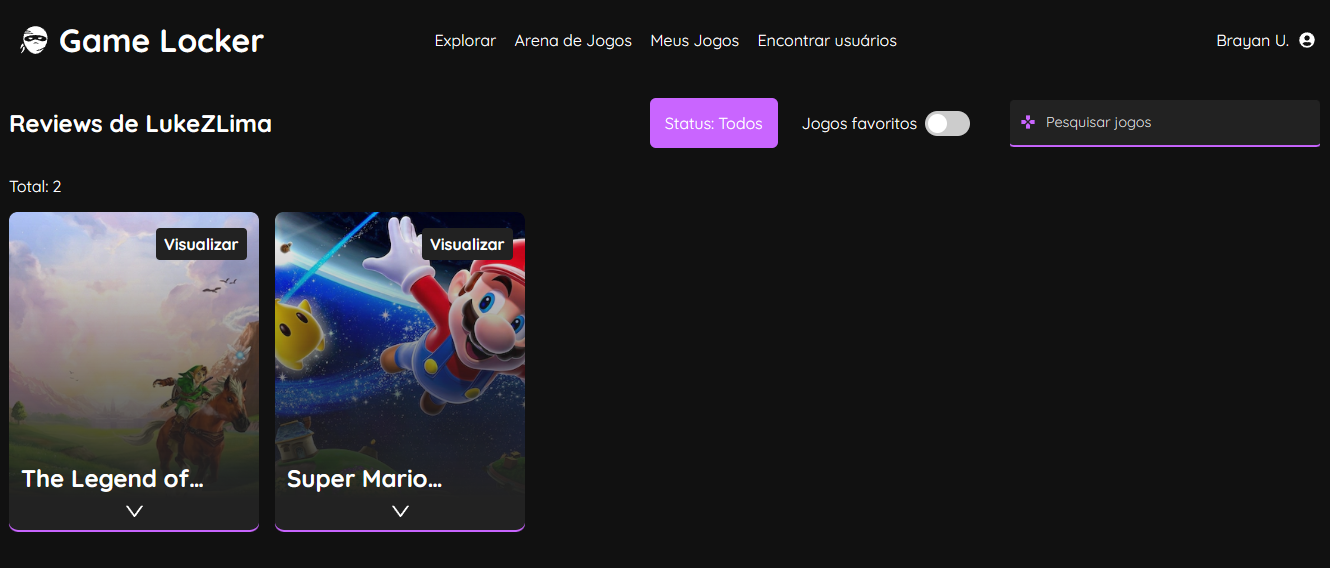 Game Locker
Explorar Arena de Jogos Meus Jogos Encontrar usuários
Brayan U.
Reviews de LukeZLima
Status: Todos
Jogos favoritos
Pesquisar jogos
Total: 2
Visualizar
The Legend of...
Visualizar
Super Mario...